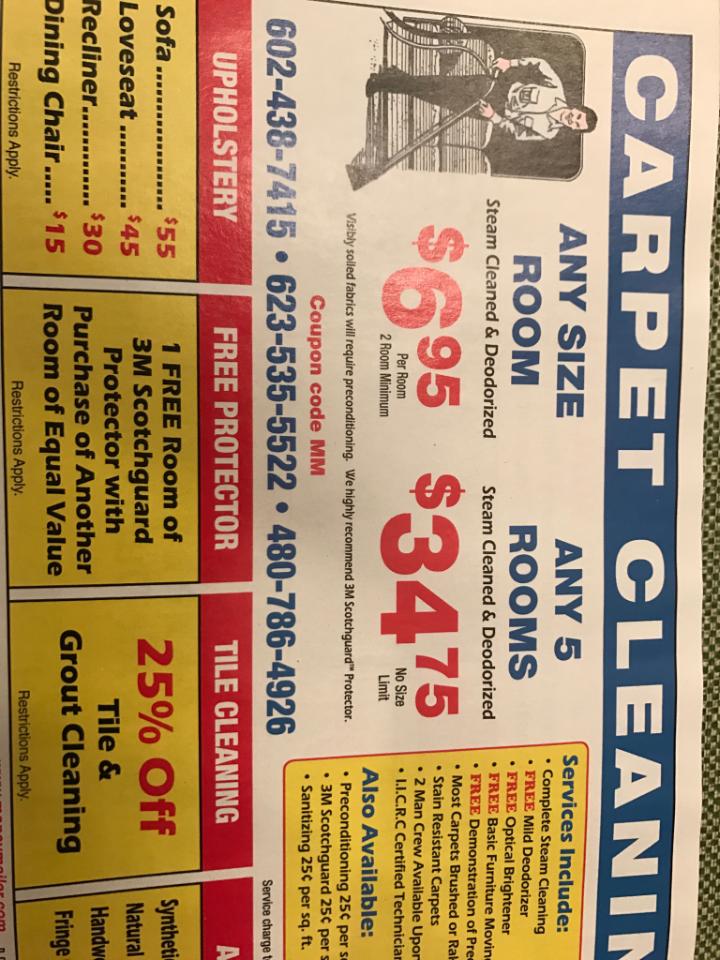 CARPET CLEANIN
ANY SIZE
ROOM
Steam Cleaned & Deodorized
$6 95
Per Room
2 Room Minimum
ANY 5
ROOMS
Steam Cleaned & Deodorized
$34 75
No Size
Limit
Visibly soiled fabrics will require preconditioning. We highly recommend 3M Scotchguard™ Protector.
Coupon code MM
602-438-7415 • 623-535-5522 • 480-786-4926
Services Include:
• Complete Steam Cleaning
• FREE Mild Deodorizer
• FREE Optical Brightener
• FREE Basic Furniture Movin
• FREE Demonstration of Pre
• Most Carpets Brushed or Ra
• Stain Resistant Carpets
• 2 Man Crew Available Upor
• I.I.C.R.C Certified Technician
Also Available:
• Preconditioning 25¢ per s
• 3M Scotchguard 25¢ per s
• Sanitizing 25¢ per sq. ft.
Service charge t
UPHOLSTERY
Sofa .................. $55
Loveseat .......... $45
Recliner............ $30
Dining Chair ..... $15
Restrictions Apply.
FREE PROTECTOR
1 FREE Room of
3M Scotchguard
Protector with
Purchase of Another
Room of Equal Value
Restrictions Apply.
TILE CLEANING
25% Off
Tile &
Grout Cleaning
Restrictions Apply.
A
Syntheti
Natural
Handw
Fringe